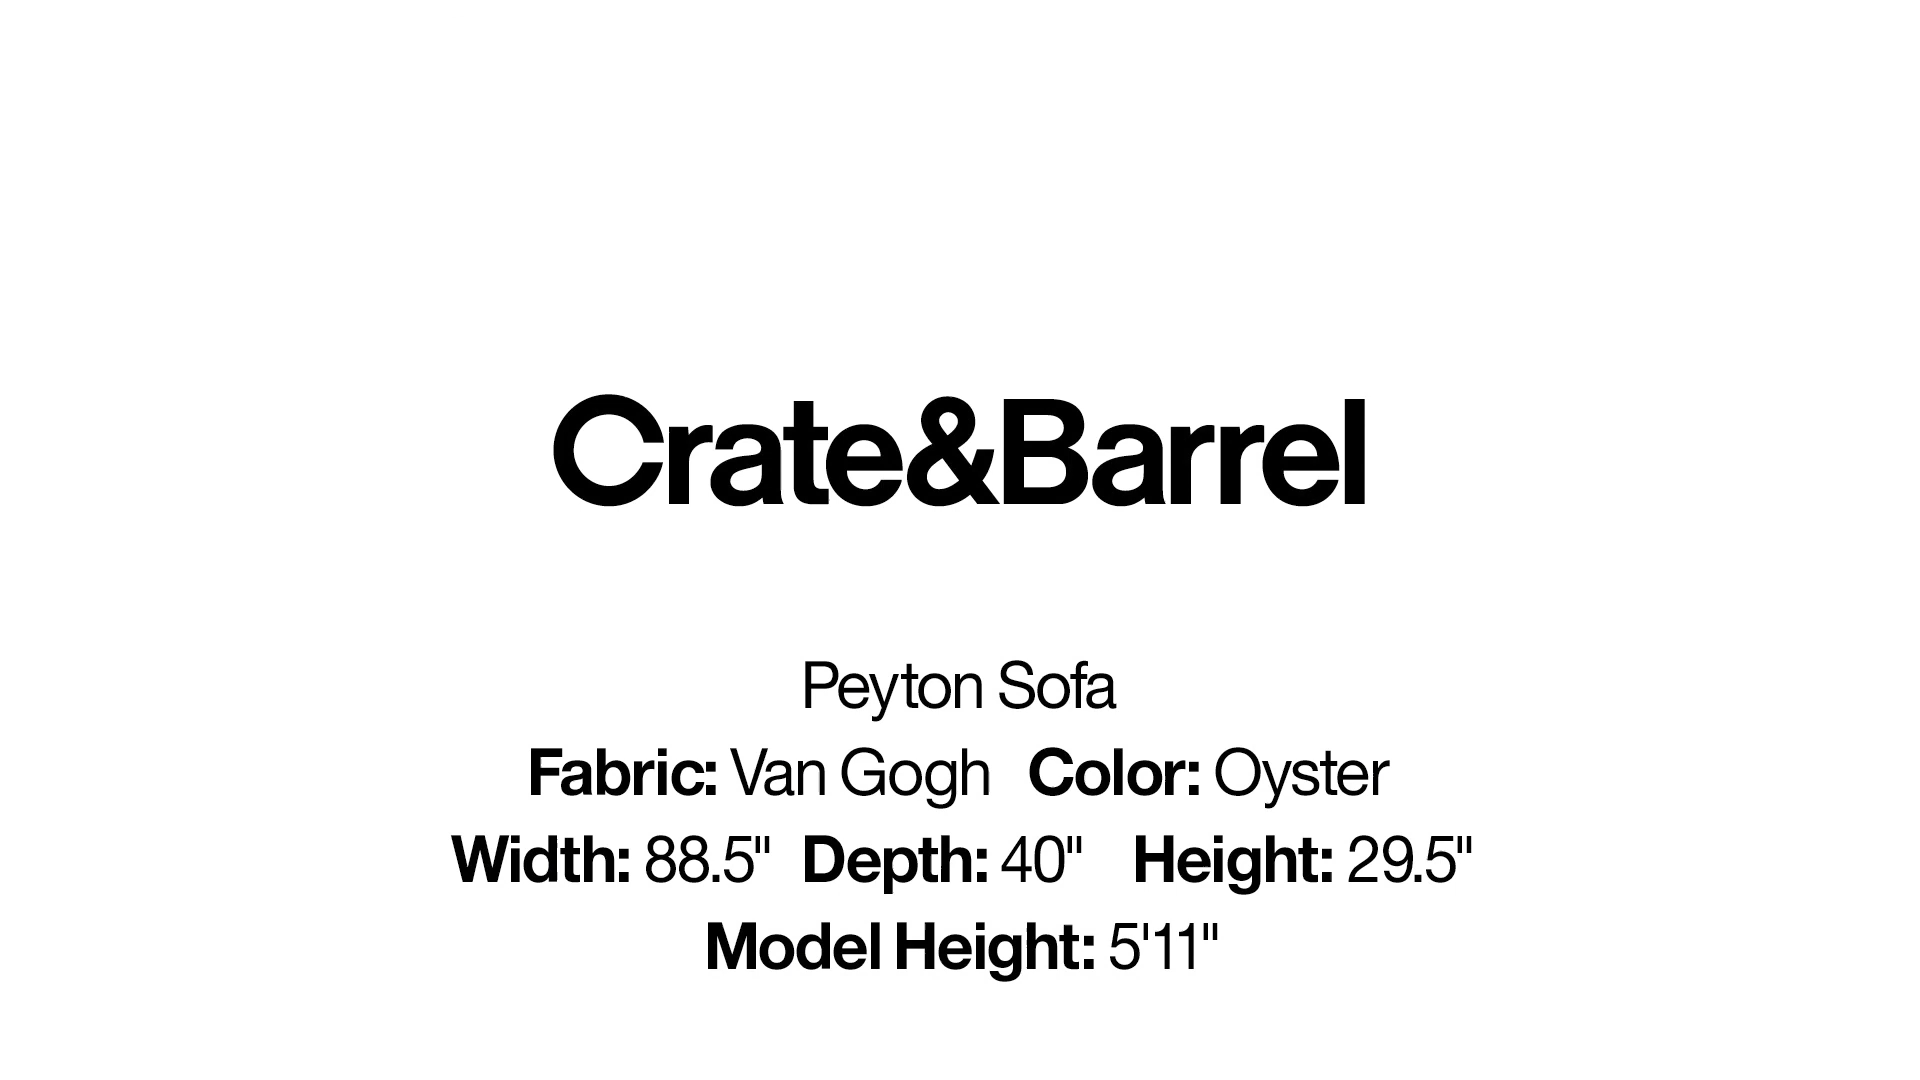 Crate&Barrel
Peyton Sofa
Fabric: Van Gogh Color: Oyster
Width: 88.5" Depth: 40" Height: 29.5"
Model Height: 5'11"